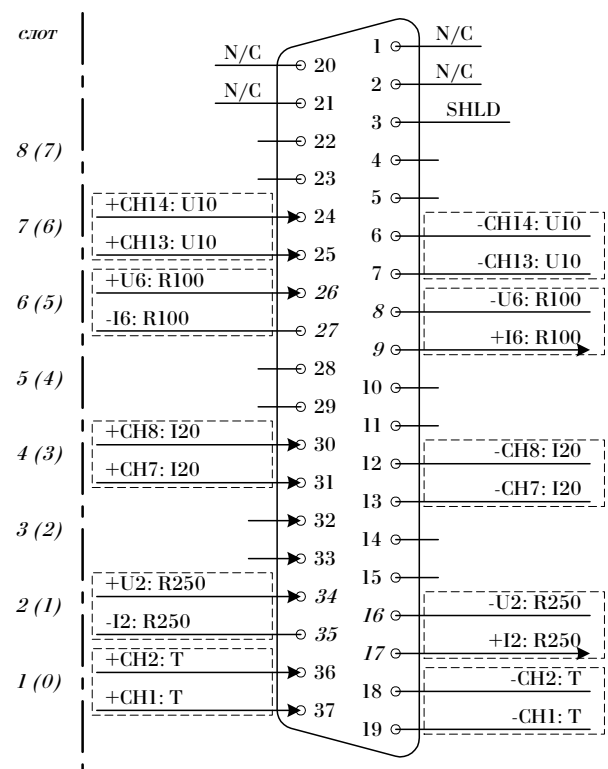 слот
N/C 20 1 N/C
N/C 21 2 N/C
3 SHLD
8 (7) 22 4
23 5
7 (6) +CH14: U10 24 6 -CH14: U10
+CH13: U10 25 7 -CH13: U10
6 (5) +U6: R100 26 8 -U6: R100
-I6: R100 27 9 +I6: R100
5 (4) 28 10
29 11
4 (3) +CH8: I20 30 12 -CH8: I20
+CH7: I20 31 13 -CH7: I20
3 (2) 32 14
33 15
2 (1) +U2: R250 34 16 -U2: R250
-I2: R250 35 17 +I2: R250
1 (0) +CH2: T 36 18 -CH2: T
+CH1: T 37 19 -CH1: T